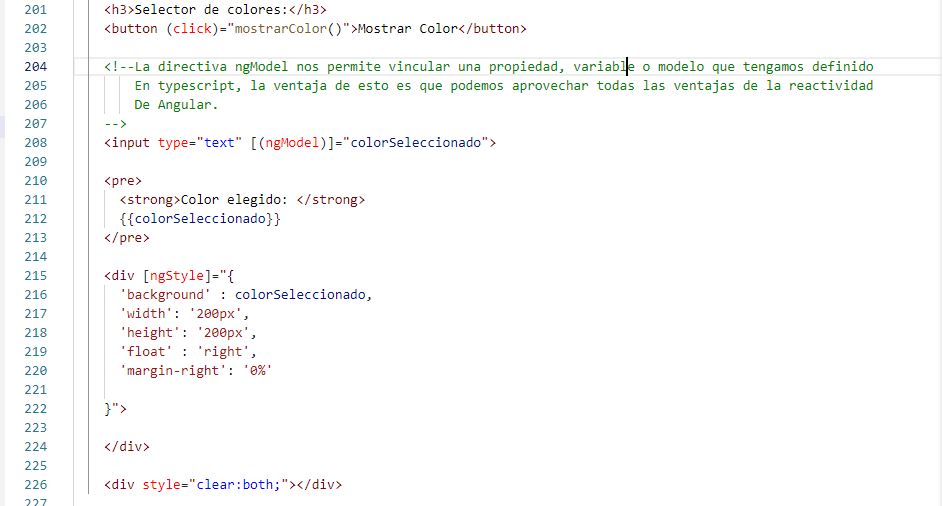 201 <h3>Selector de colores:</h3>
202 <button (click)="mostrarColor()">Mostrar Color</button>
203
204 <!--La directiva ngModel nos permite vincular una propiedad, variable o modelo que tengamos definido
205 En typescript, la ventaja de esto es que podemos aprovechar todas las ventajas de la reactividad
206 De Angular.
207 -->
208 <input type="text" [(ngModel)]="colorSeleccionado">
209
210 <pre>
211 <strong>Color elegido: </strong>
212 {{colorSeleccionado}}
213 </pre>
214
215 <div [ngStyle]="{
216 'background' : colorSeleccionado,
217 'width': '200px',
218 'height': '200px',
219 'float' : 'right',
220 'margin-right': '0%'
221
222 }">
223
224 </div>
225
226 <div style="clear:both;"></div>
227